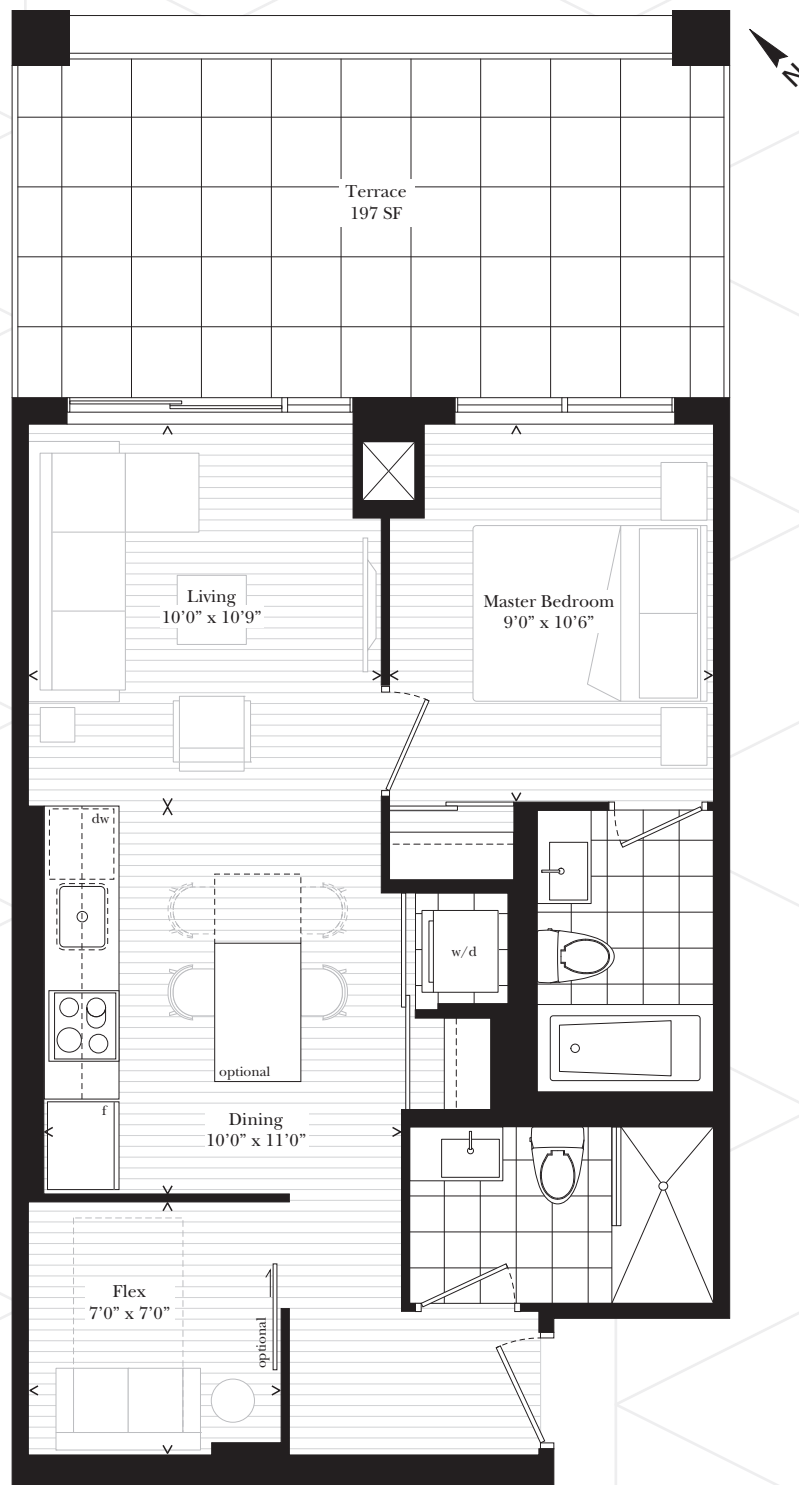 N
Terrace
197 SF
Living
10’0” x 10’9”
Master Bedroom
9’0” x 10’6”
dw
w/d
optional
f
Dining
10’0” x 11’0”
Flex
7’0” x 7’0”
optional